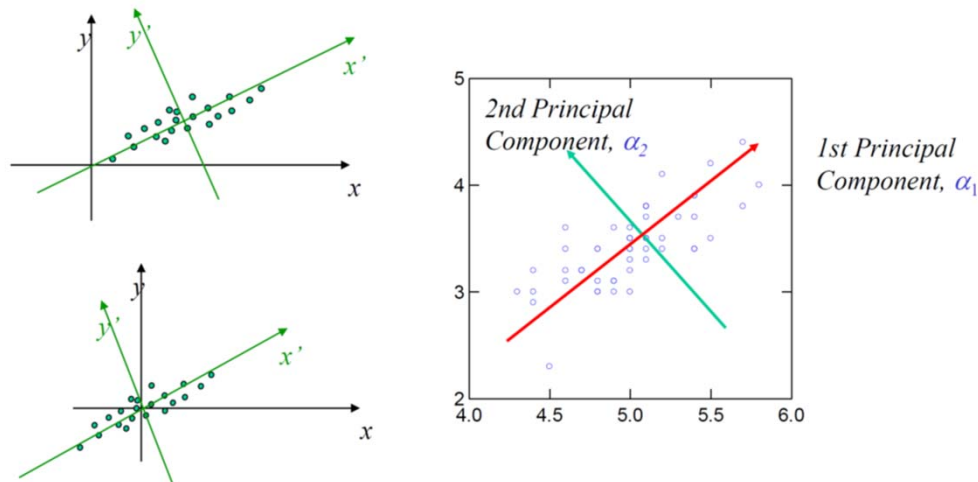 y
y’
x’
x
y
y’
x’
x
5
2nd Principal
Component, α2
1st Principal
Component, α1
4
3
2
4.0 4.5 5.0 5.5 6.0